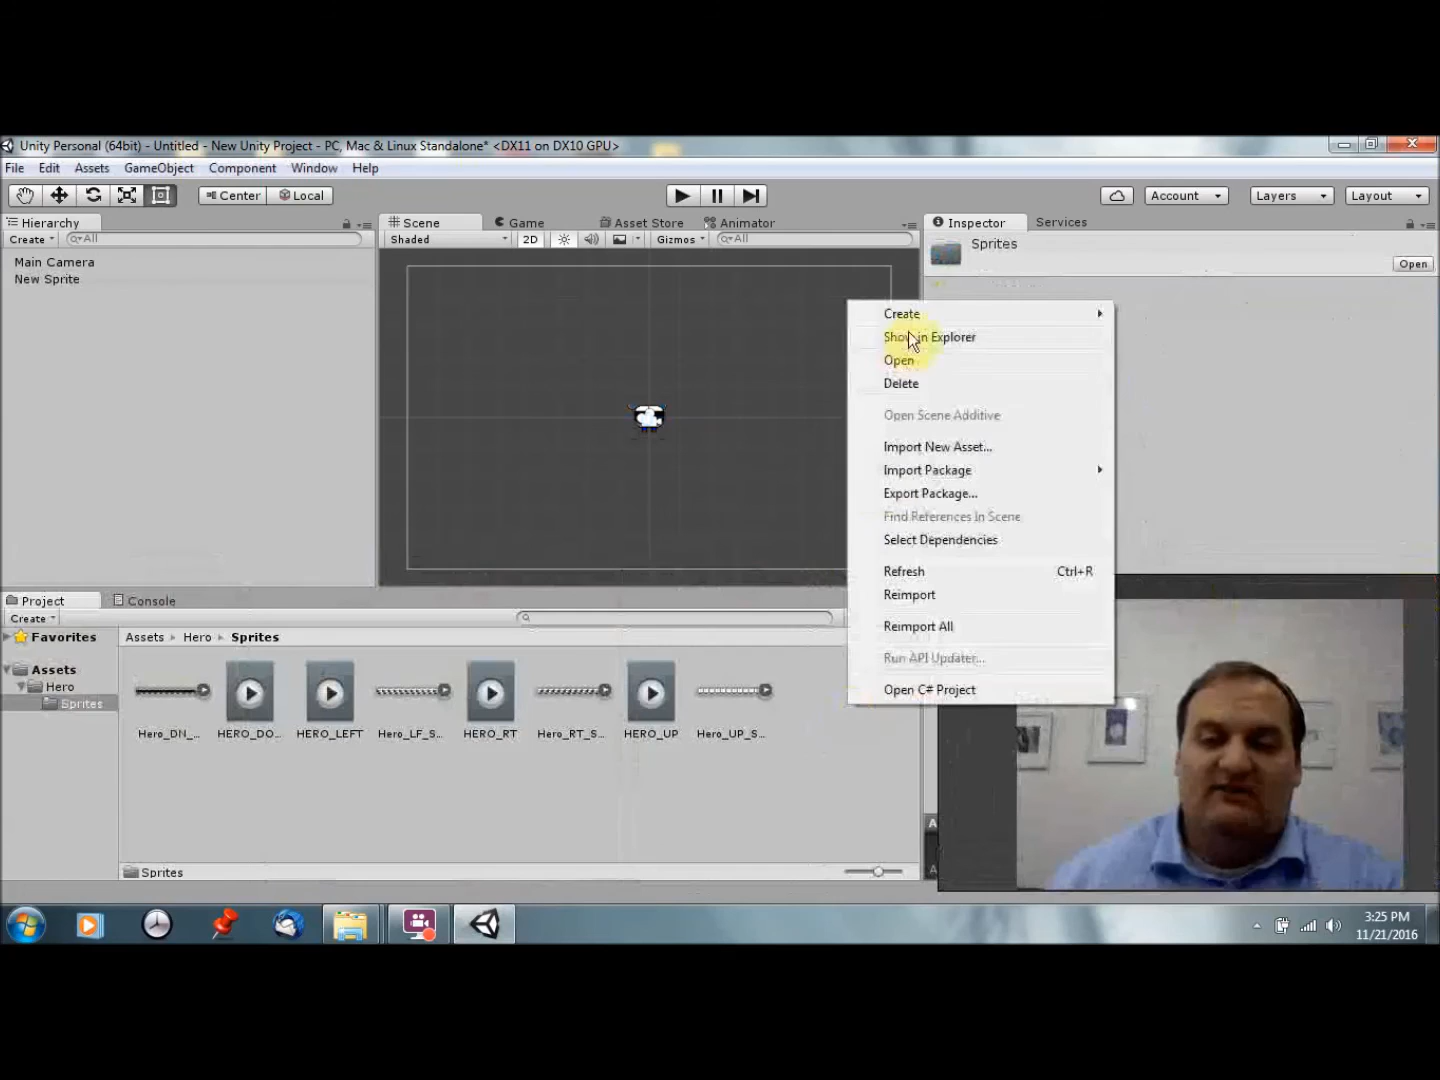 Unity Personal (64bit) - Untitled - New Unity Project - PC, Mac & Linux Standalone* <DX11 on DX10 GPU>
File Edit Assets GameObject Component Window Help
Center Local Account Layers Layout
Hierarchy
Create All
Main Camera
New Sprite
Scene Game Asset Store Animator
Shaded 2D Gizmos All
Inspector Services
Sprites
Open
Create
Show in Explorer
Open
Delete
Open Scene Additive
Import New Asset...
Import Package
Export Package...
Find References In Scene
Select Dependencies
Refresh Ctrl+R
Reimport
Reimport All
Run API Updater...
Open C# Project
Project Console
Create
Favorites
Assets
Hero
Sprites
Assets Hero Sprites
Hero_DN_... HERO_DO... HERO_LEFT Hero_LF_S... HERO_RT Hero_RT_S... HERO_UP Hero_UP_S...
Sprites
A
A
3:25 PM
11/21/2016